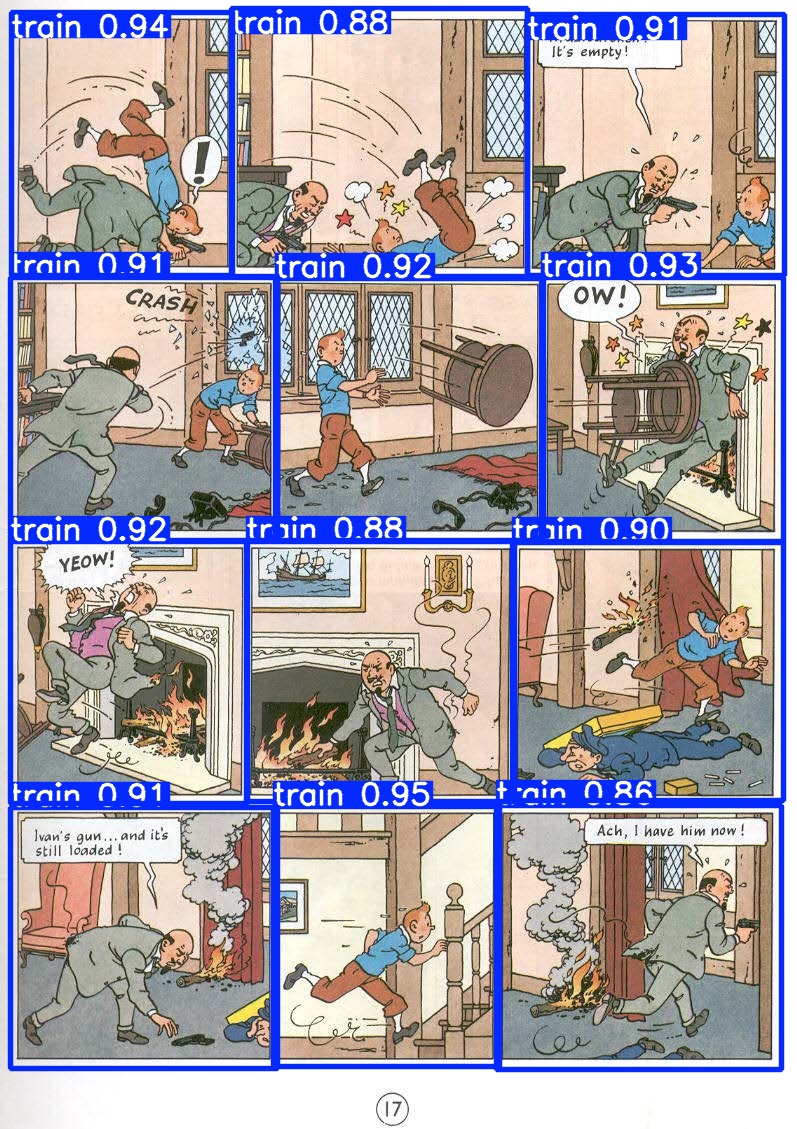 train 0.94
train 0.88
train 0.91
!
It's empty!
train 0.91
train 0.92
train 0.93
CRASH
OW!
train 0.92
train 0.88
train 0.90
YEOW!
train 0.91
train 0.95
train 0.86
Ivan's gun...and it's
still loaded!
Ach, I have him now!
17